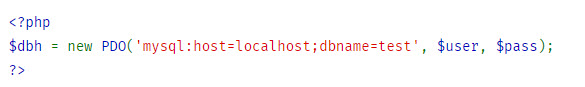 <?php
$dbh = new PDO('mysql:host=localhost;dbname=test', $user, $pass);
?>